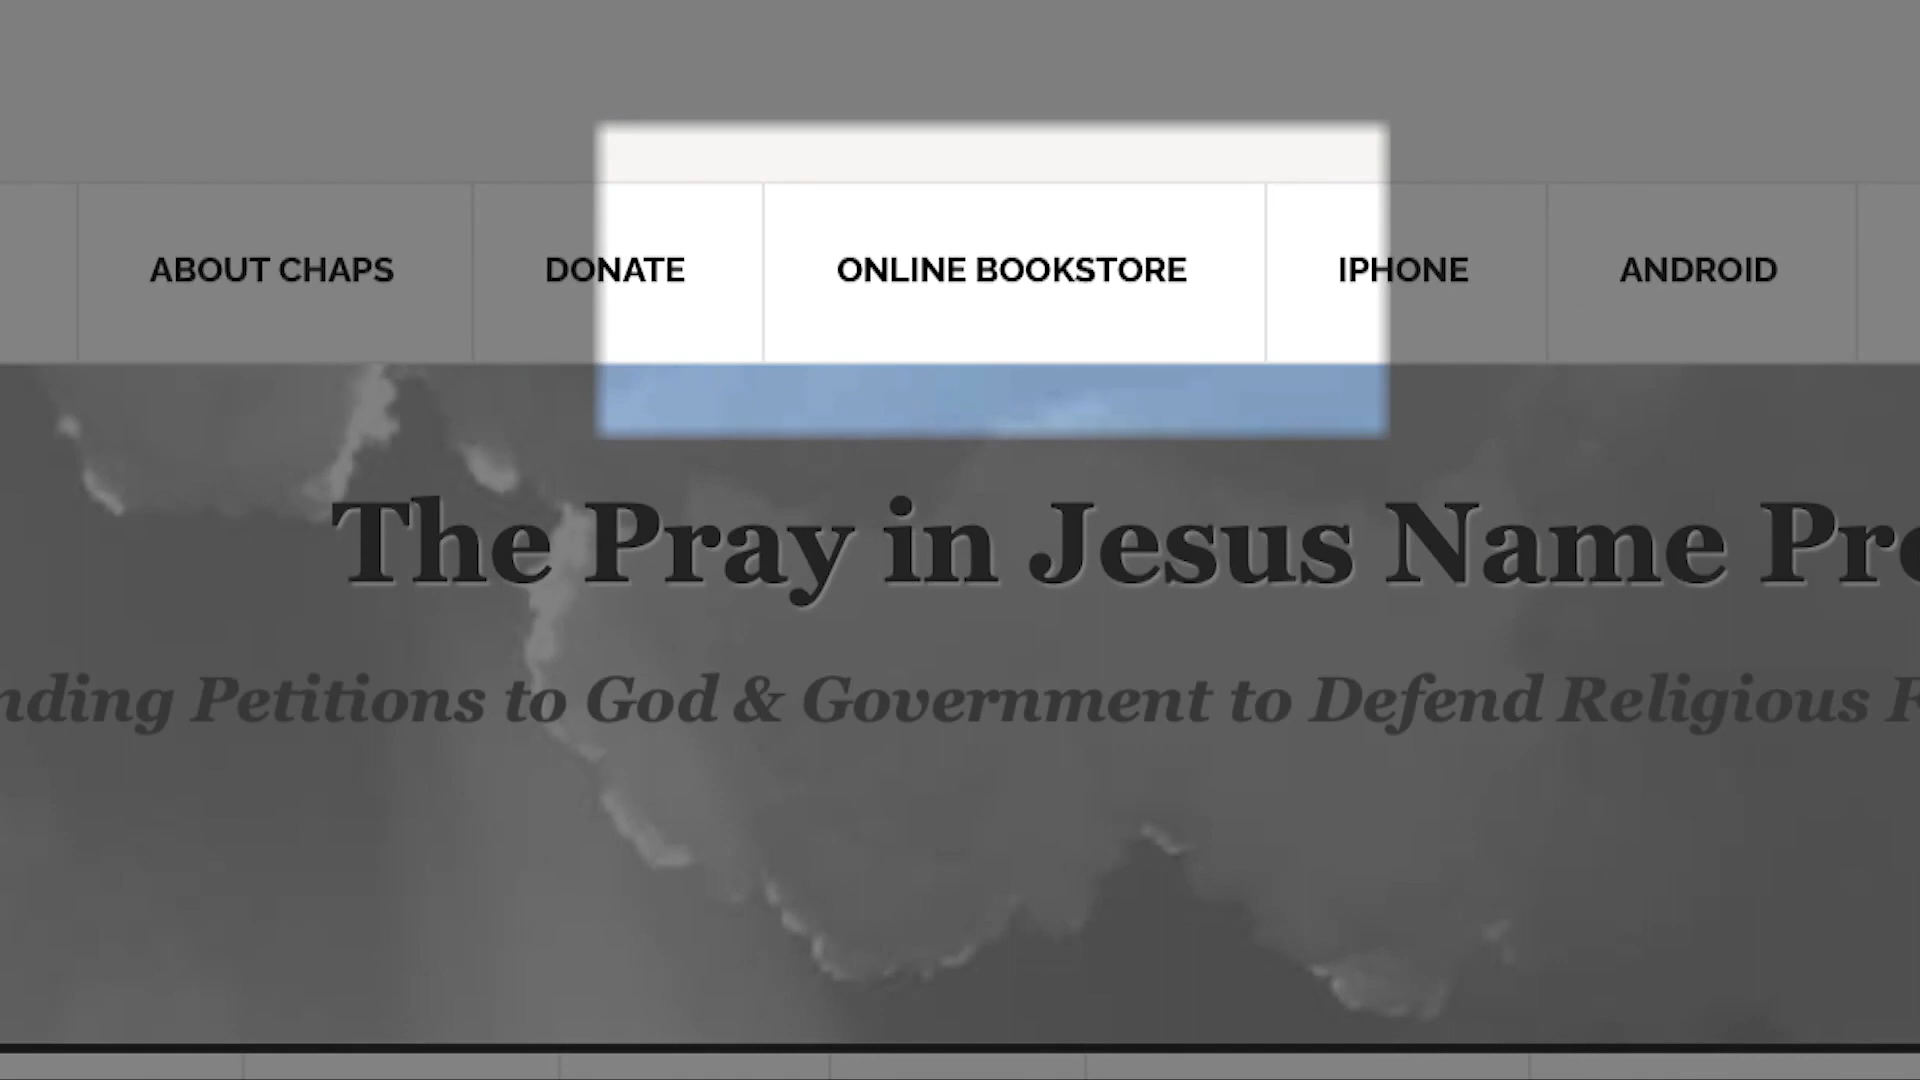 ABOUT CHAPS DONATE ONLINE BOOKSTORE IPHONE ANDROID
The Pray in Jesus Name Pro
nding Petitions to God & Government to Defend Religious F